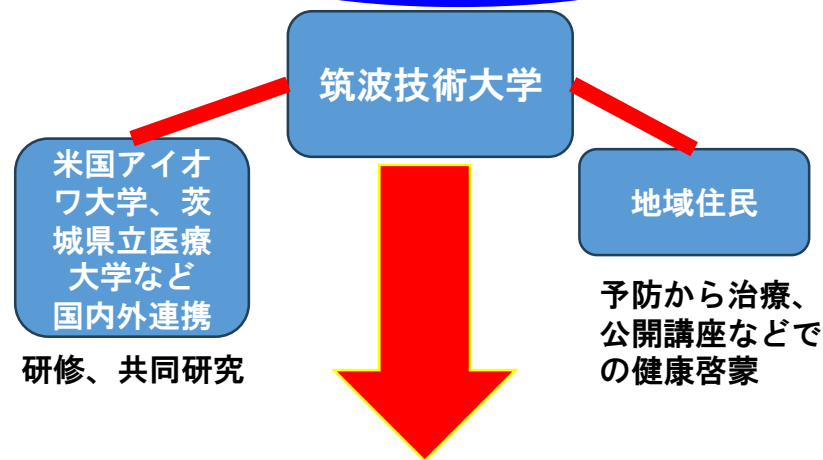 筑波技術大学
米国アイオ
ワ大学、茨
城県立医療
大学など
国内外連携
研修、共同研究
地域住民
予防から治療、
公開講座などで
の健康啓蒙